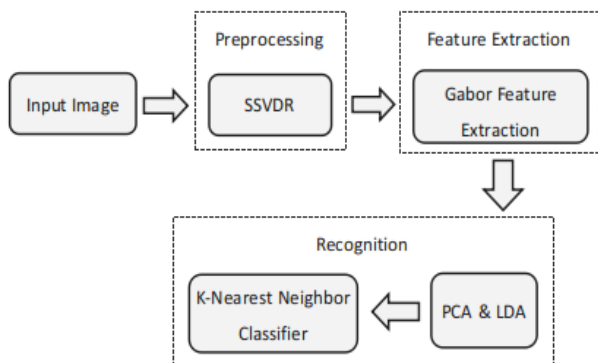 Preprocessing
Feature Extraction
Input Image
SSVDR
Gabor Feature
Extraction
Recognition
K-Nearest Neighbor
Classifier
PCA & LDA